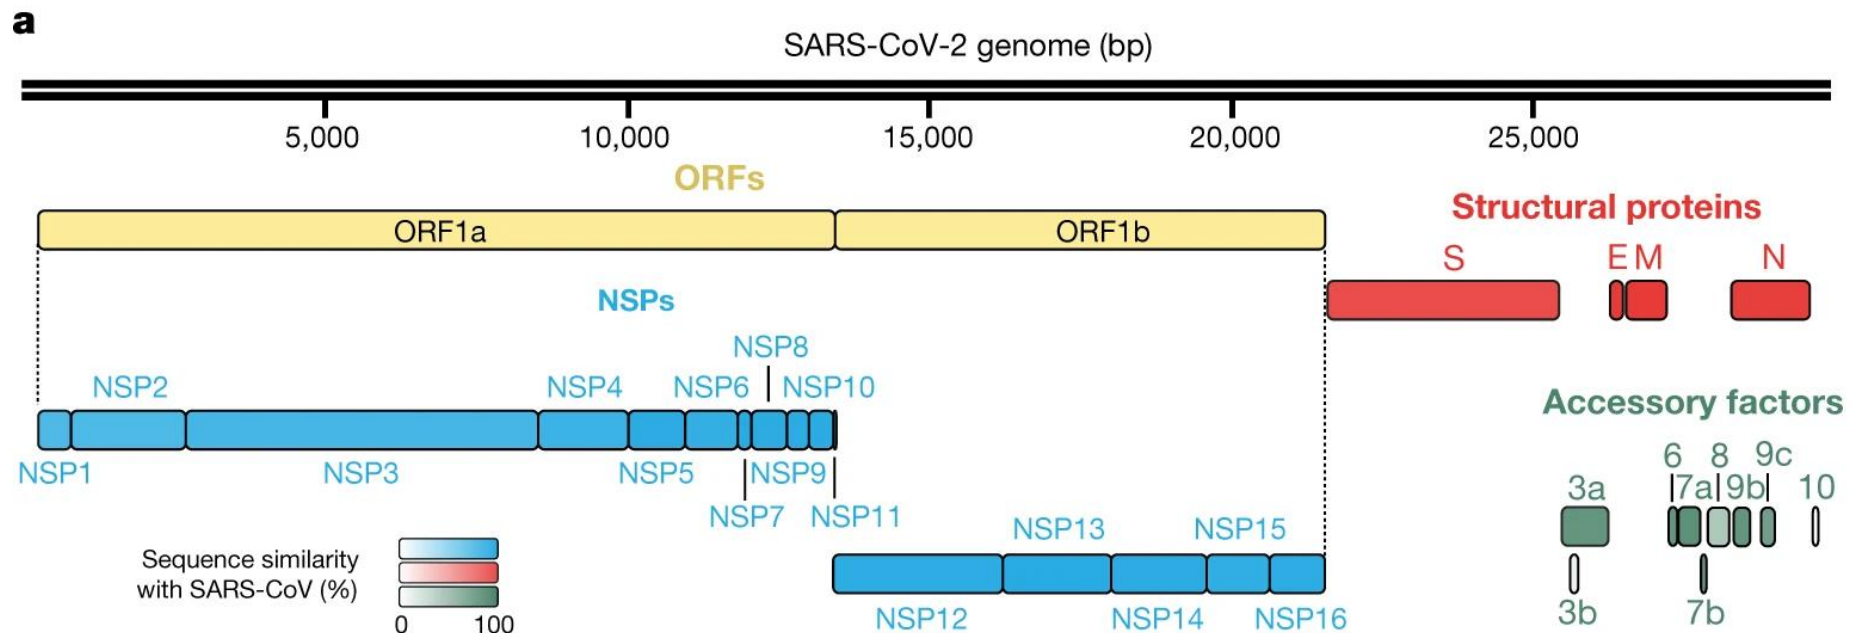 a
SARS-CoV-2 genome (bp)
5,000 10,000 15,000 20,000 25,000
ORFs
ORF1a ORF1b
Structural proteins
S E M N
NSPs
NSP8
NSP2 NSP4 NSP6 NSP10
NSP1 NSP3 NSP5 NSP9
NSP7 NSP11
Accessory factors
6 8 9c
3a 7a 9b 10
3b 7b
NSP13 NSP15
NSP12 NSP14 NSP16
Sequence similarity
with SARS-CoV (%)
0 100